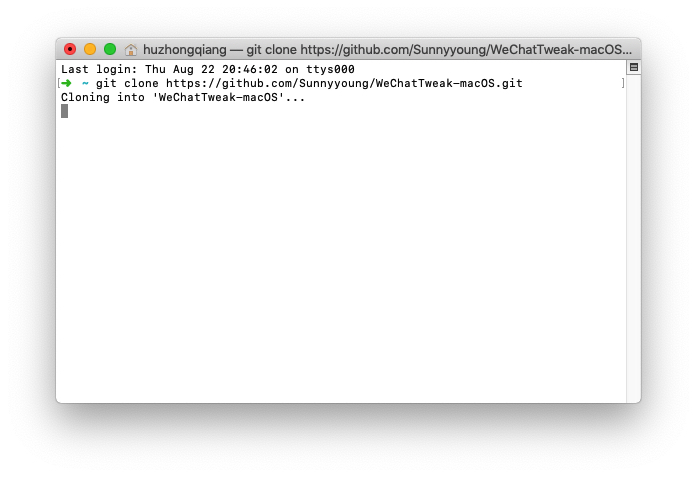 huzhongqiang — git clone https://github.com/Sunnyyoung/WeChatTweak-macOS...
Last login: Thu Aug 22 20:46:02 on ttys000
[➜ ~ git clone https://github.com/Sunnyyoung/WeChatTweak-macOS.git ]
Cloning into 'WeChatTweak-macOS'...